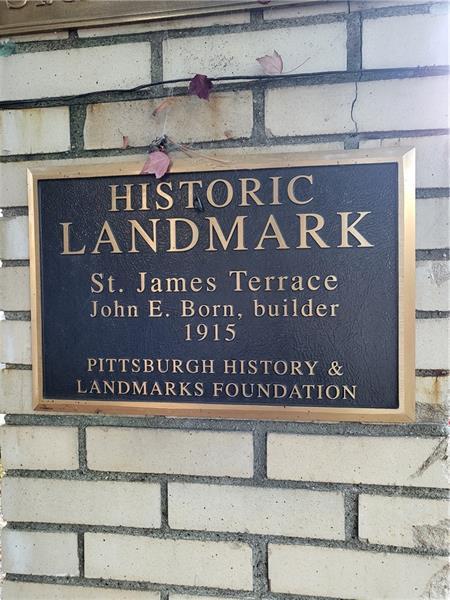 HISTORIC
LANDMARK
St. James Terrace
John E. Born, builder
1915
PITTSBURGH HISTORY &
LANDMARKS FOUNDATION